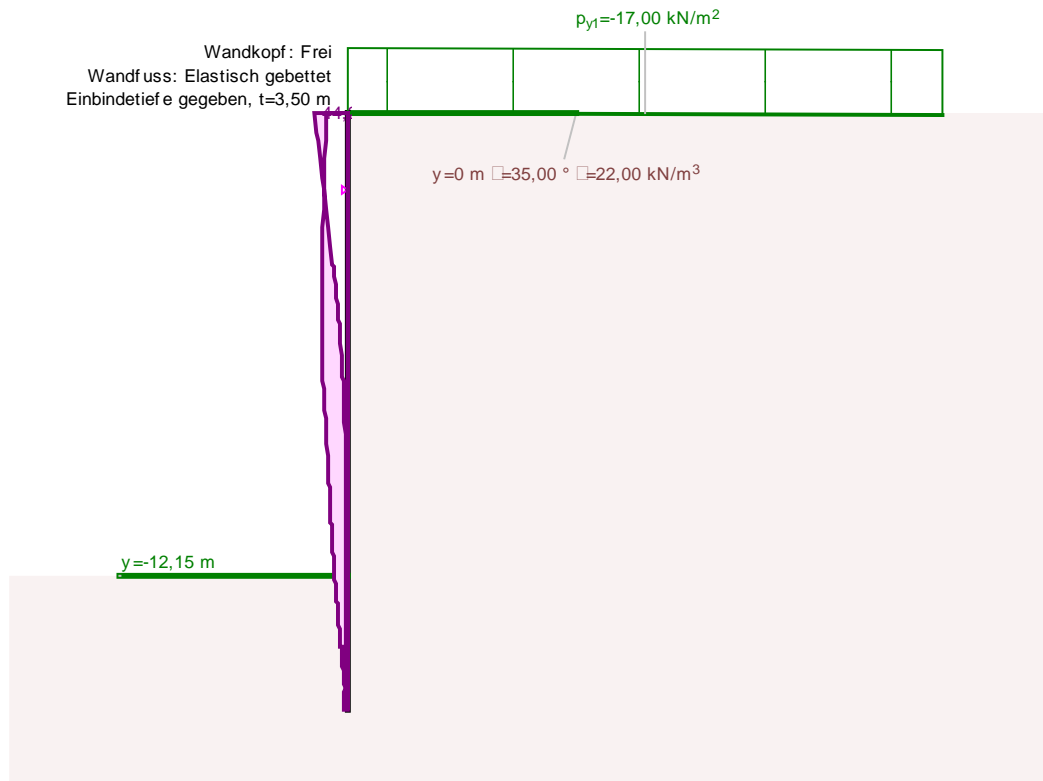 p_y1=-17,00 kN/m²
Wandkopf: Frei
Wandfuss: Elastisch gebettet
Einbindetiefe gegeben, t=3,50 m
y=0 m □=35,00 ° □=22,00 kN/m³
y=-12,15 m